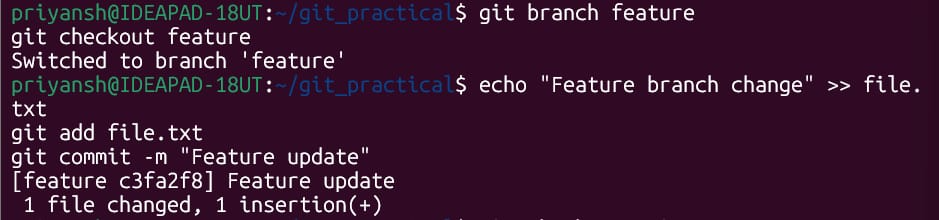 priyansh@IDEAPAD-18UT:~/git_practical$ git branch feature
git checkout feature
Switched to branch 'feature'
priyansh@IDEAPAD-18UT:~/git_practical$ echo "Feature branch change" >> file.
txt
git add file.txt
git commit -m "Feature update"
[feature c3fa2f8] Feature update
 1 file changed, 1 insertion(+)